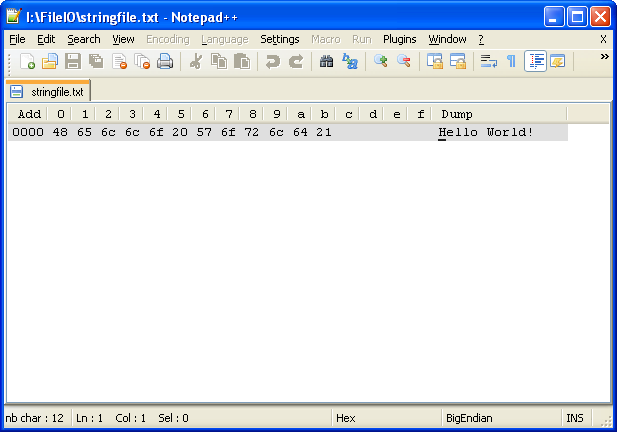 I:\FileIO\stringfile.txt - Notepad++
File Edit Search View Encoding Language Settings Macro Run Plugins Window ? X
stringfile.txt
Add 0 1 2 3 4 5 6 7 8 9 a b c d e f Dump
0000 48 65 6c 6c 6f 20 57 6f 72 6c 64 21 Hello World!
nb char : 12 Ln : 1 Col : 1 Sel : 0 Hex BigEndian INS